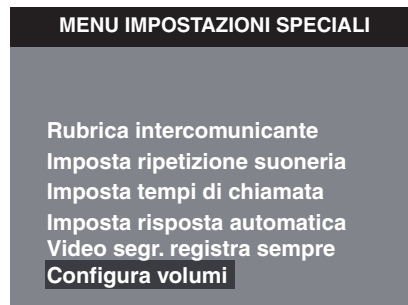 MENU IMPOSTAZIONI SPECIALI
Rubrica intercomunicante
Imposta ripetizione suoneria
Imposta tempi di chiamata
Imposta risposta automatica
Video segr. registra sempre
Configura volumi